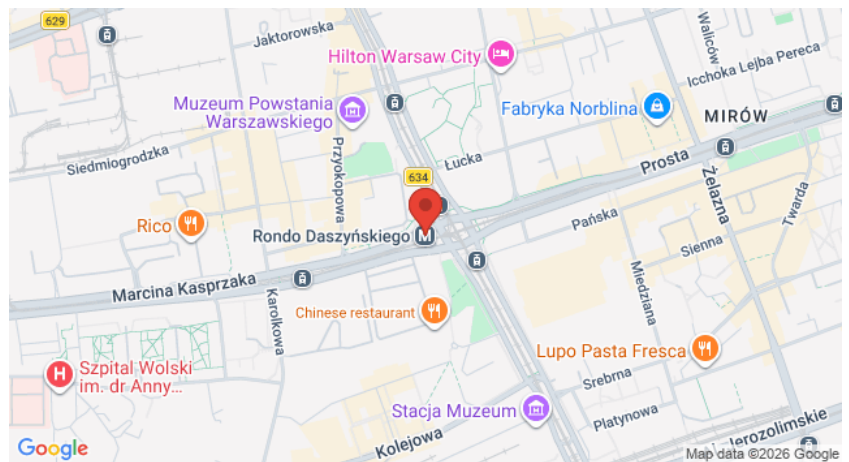 629
Jaktorowska
Hilton Warsaw City
Waliców
Icchoka Lejba Pereca
Muzeum Powstania
Warszawskiego
Fabryka Norblina
MIRÓW
Siedmiogrodzka
Przyokopowa
Łucka
Prosta
634
Żelazna
Twarda
Pańska
Rico
Rondo Daszyńskiego
M
Sienna
Miedziana
Marcina Kasprzaka
Karolkowa
Chinese restaurant
Lupo Pasta Fresca
H
Szpital Wolski
im. dr Anny...
Srebrna
Stacja Muzeum
Platynowa
Kolejowa
Jerozolimskie
Google
Map data ©2026 Google